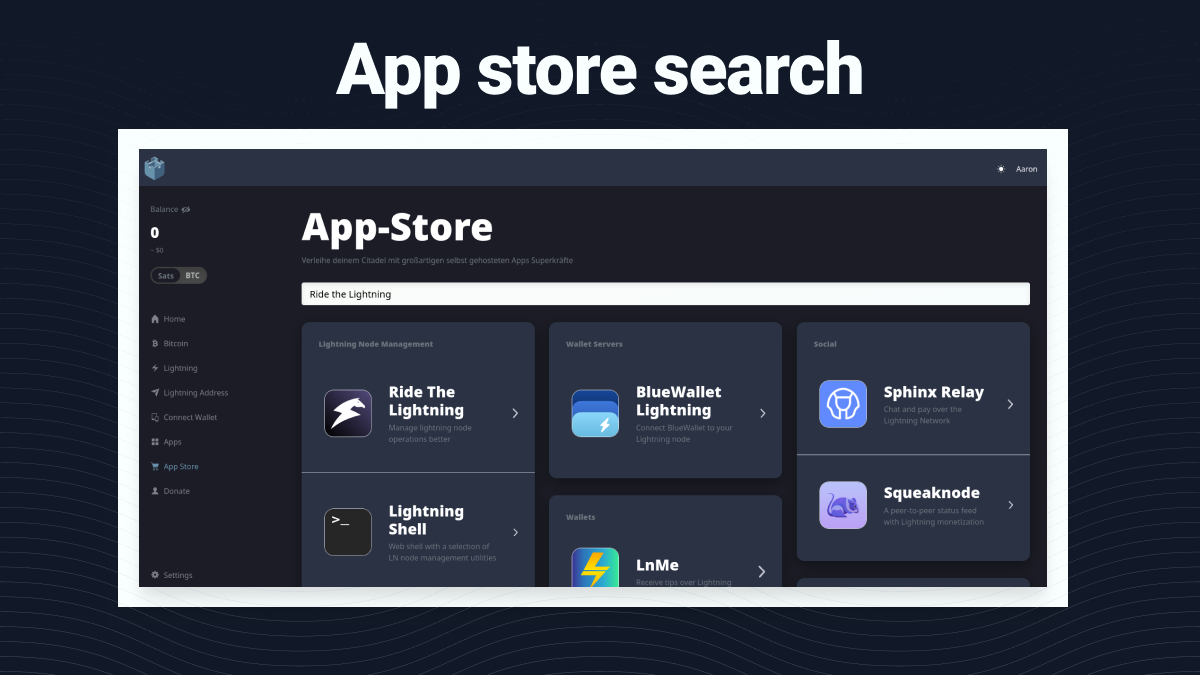 App store search
Aaron
Balance
0
~ $0
Sats BTC
Home
Bitcoin
Lightning
Lightning Address
Connect Wallet
Apps
App Store
Donate
Settings
App-Store
Verleihe deinem Citadel mit großartigen selbst gehosteten Apps Superkräfte
Ride the Lightning
Lightning Node Management
Ride The
Lightning
Manage lightning node
operations better
>_
Lightning
Shell
Web shell with a selection of
LN node management utilities
Wallet Servers
BlueWallet
Lightning
Connect BlueWallet to your
Lightning node
Wallets
LnMe
Receive tips over Lightning
Social
Sphinx Relay
Chat and pay over the
Lightning Network
Squeaknode
A peer-to-peer status feed
with Lightning monetization